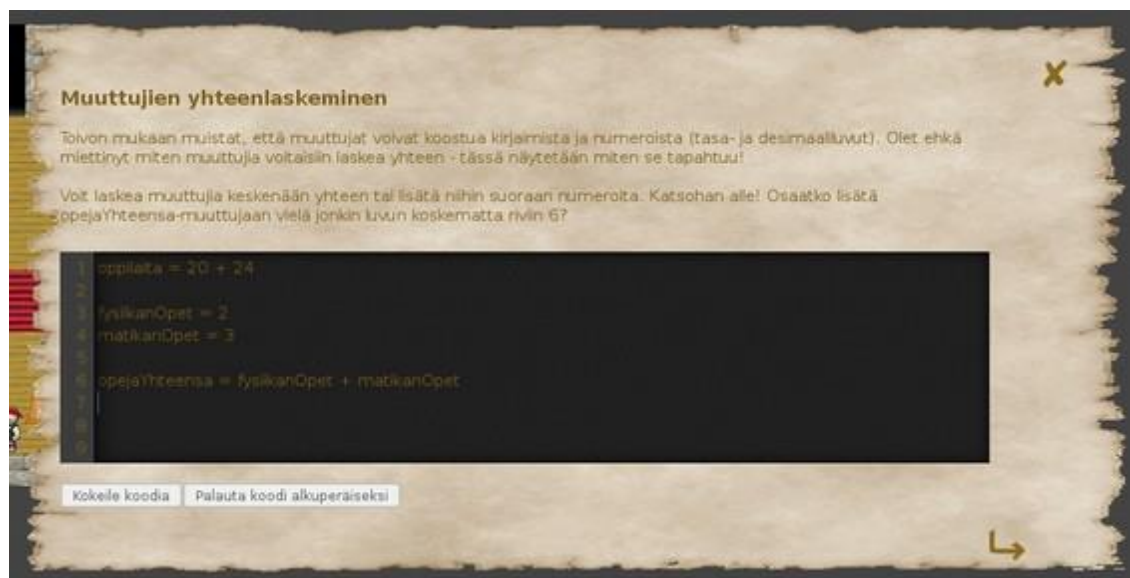 Muuttujien yhteenlaskeminen
Toivon mukaan muistat, että muuttujat voivat koostua kirjaimista ja numeroista (tasa- ja desimaaliluvut). Olet ehkä
miettinyt miten muuttujia voitaisiin laskea yhteen - tässä näytetään miten se tapahtuu!
Voit laskea muuttujia keskenään yhteen tai lisätä niihin suoraan numeroita. Katsohan alle! Osaatko lisätä
opejaYhteensa-muuttujaan vielä jonkin luvun koskematta riviin 6?
1 oppilaita = 20 + 24
2
3 fysiikanOpet = 2
4 matikanOpet = 3
5
6 opejaYhteensa = fysiikanOpet + matikanOpet
7
8
9
Kokeile koodia Palauta koodi alkuperäiseksi